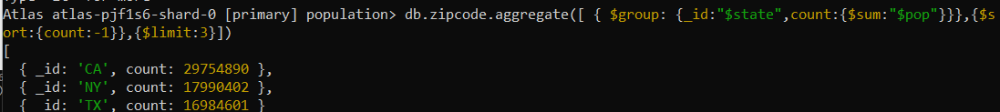 Atlas atlas-pjf1s6-shard-0 [primary] population> db.zipcode.aggregate([ { $group: {_id:"$state",count:{$sum:"$pop"}}},{$s
ort:{count:-1}},{$limit:3}])
[
  { _id: 'CA', count: 29754890 },
  { _id: 'NY', count: 17990402 },
  { _id: 'TX', count: 16984601 }